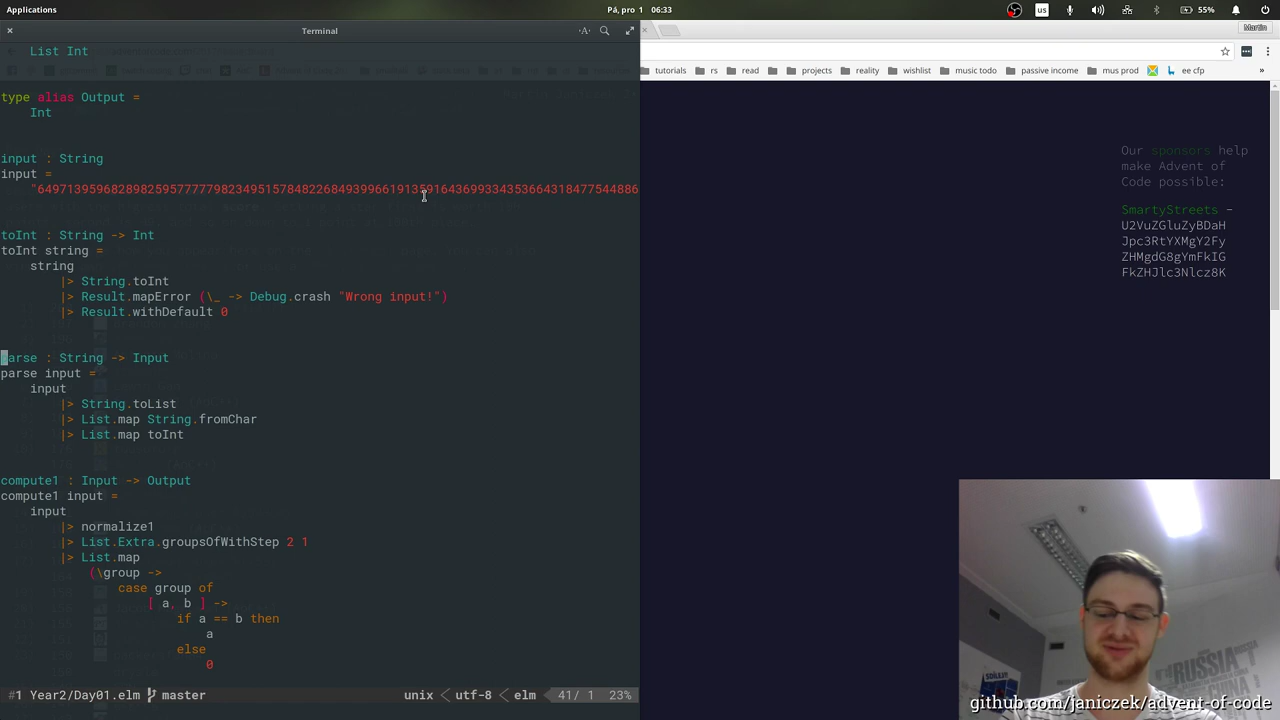 Applications
Pá, pro 1 06:33
us
55%
Terminal
Martin
tutorials rs read projects reality wishlist music todo passive income mus prod ee cfp »
List Int
type alias Output =
Int
input : String
input =
toInt : String -> Int
toInt string =
string
|> String.toInt
|> Result.mapError (\_ -> Debug.crash "Wrong input!")
|> Result.withDefault 0
parse : String -> Input
parse input =
input
|> String.toList
|> List.map String.fromChar
|> List.map toInt
compute1 : Input -> Output
compute1 input =
input
|> normalize1
|> List.Extra.groupsOfWithStep 2 1
|> List.map
(\group ->
case group of
[ a, b ] ->
if a == b then
a
else
0
#1 Year2/Day01.elm master unix utf-8 elm 41/ 1 23%
Our sponsors help
make Advent of
Code possible:
SmartyStreets -
U2VuZGluZyBDaH
Jpc3RtYXMgY2Fy
ZHMgdG8gYmFkIG
FkZHJlc3Nlcz8K
RUSSIA
github.com/janiczek/advent-of-code